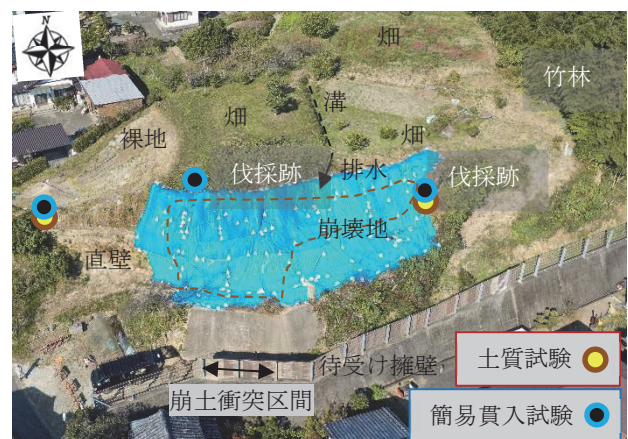 畑
竹林
溝
畑
畑
裸地
伐採跡
排水
伐採跡
崩壊地
直壁
待受け擁壁
崩土衝突区間
土質試験
簡易貫入試験